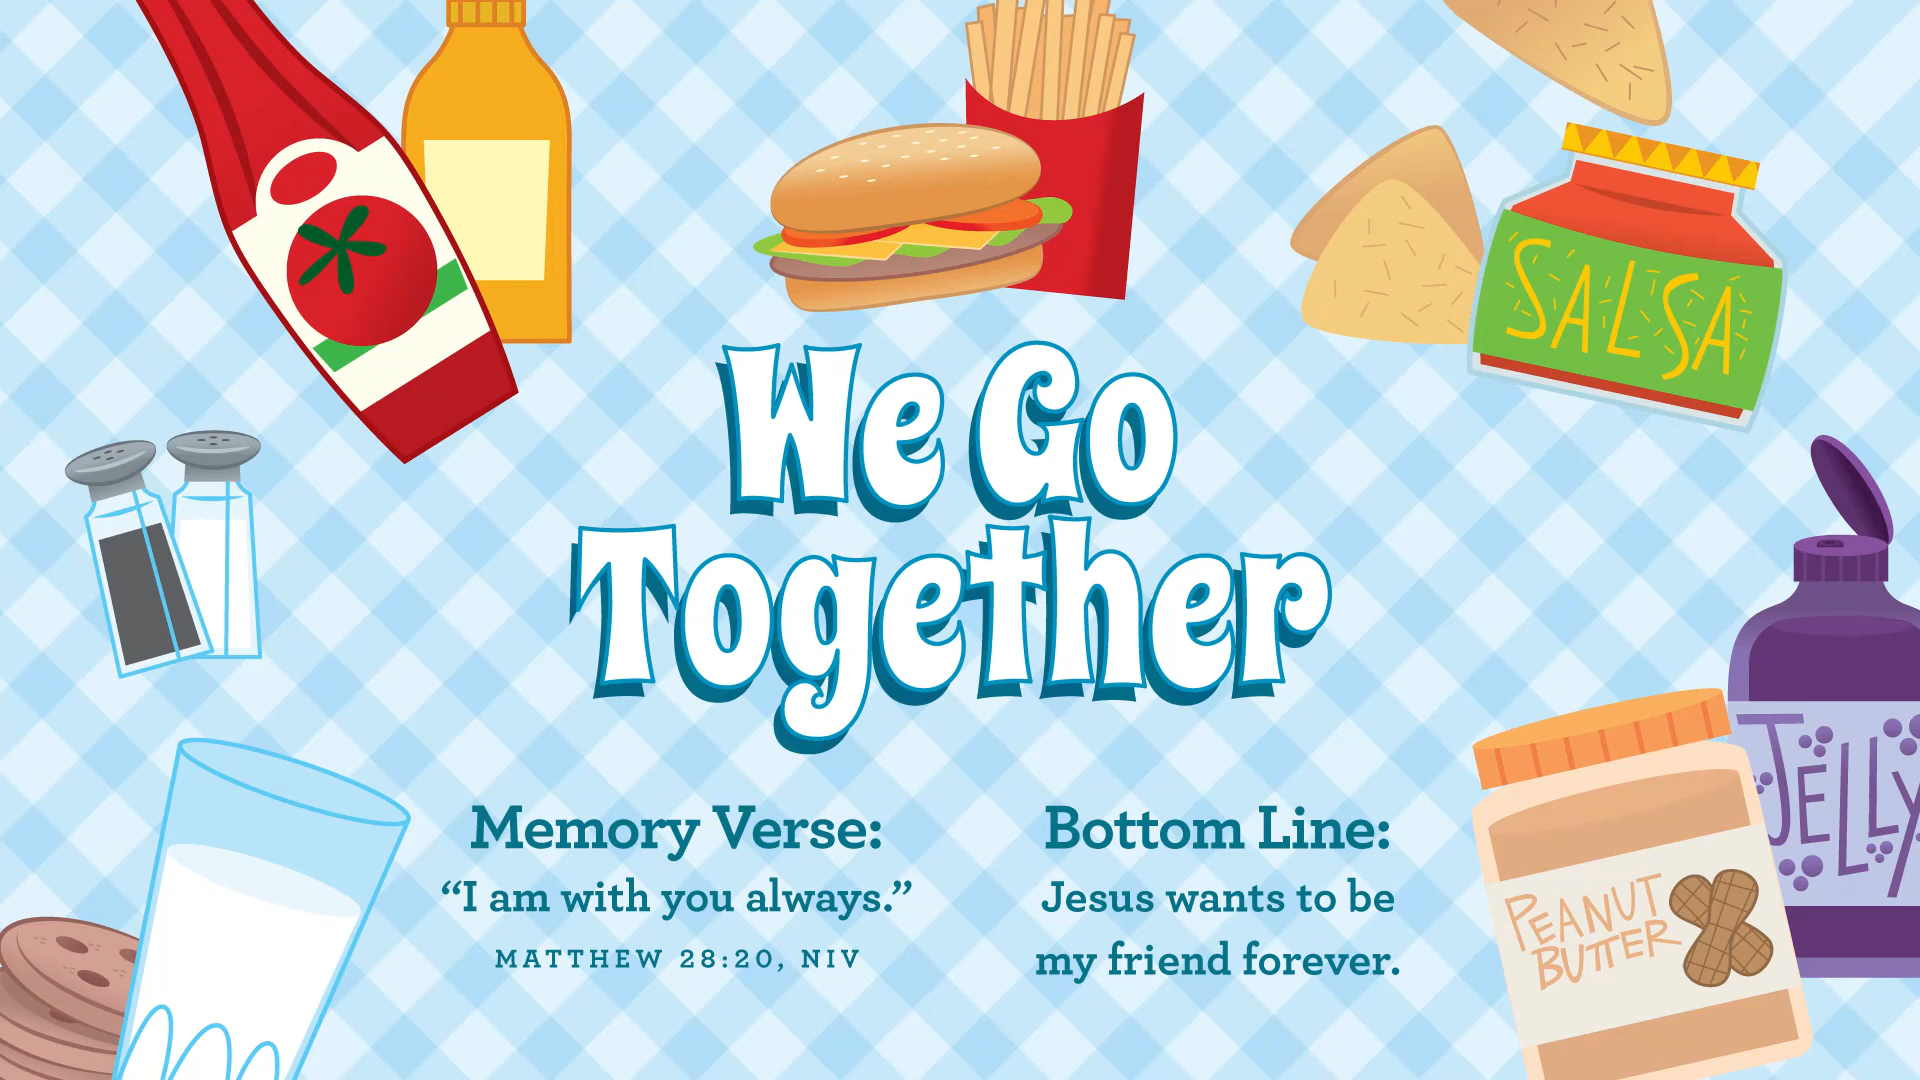 SALSA
We Go
Together
JELLY
PEANUT
BUTTER
Memory Verse:
“I am with you always.”
MATTHEW 28:20, NIV
Bottom Line:
Jesus wants to be
my friend forever.